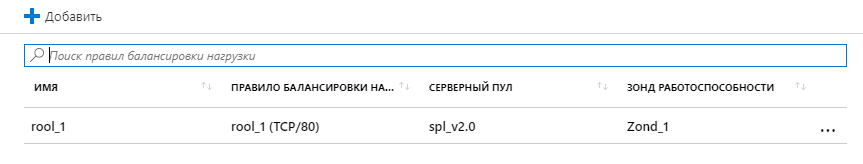 Добавить
Поиск правил балансировки нагрузки
ИМЯ ПРАВИЛО БАЛАНСИРОВКИ НА... СЕРВЕРНЫЙ ПУЛ ЗОНД РАБОТОСПОСОБНОСТИ
rool_1 rool_1 (TCP/80) spl_v2.0 Zond_1 ...